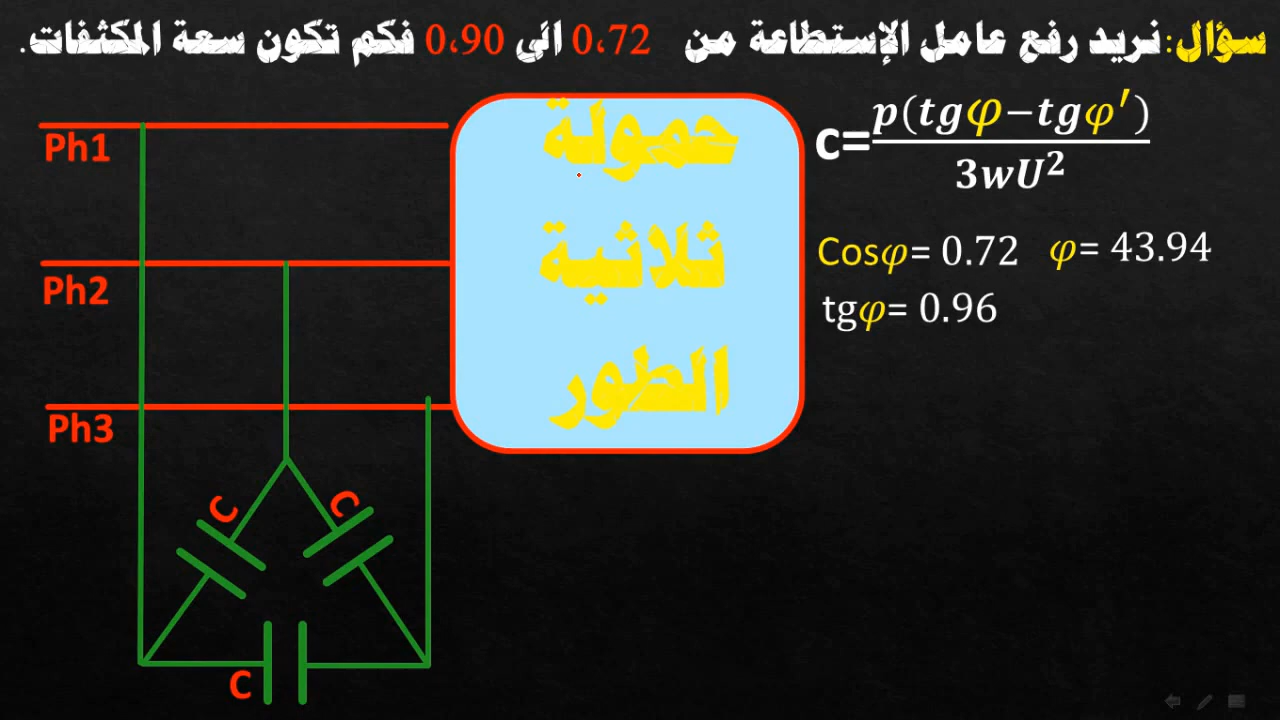 سؤال: نريد رفع عامل الإستطاعة من 0،72 الى 0،90 فكم تكون سعة المكثفات.
Ph1
Ph2
Ph3
حمولة
ثلاثية
الطور
c=p(tgφ−tgφ′)/3wU²
Cosφ= 0.72 φ= 43.94
tgφ= 0.96
C
C
C